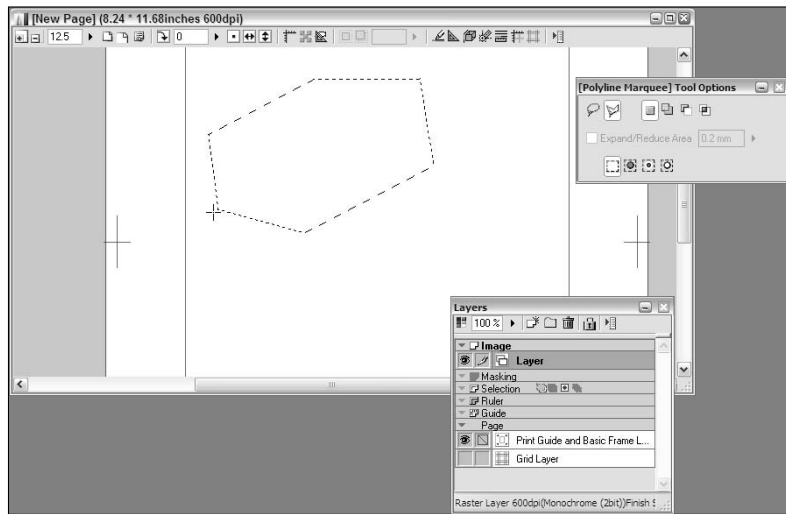 [New Page] (8.24 * 11.68inches 600dpi)
12.5 0
[Polyline Marquee] Tool Options
Expand/Reduce Area 0.2 mm
Layers
100 %
Image
Layer
Masking
Selection
Ruler
Guide
Page
Print Guide and Basic Frame L...
Grid Layer
Raster Layer 600dpi(Monochrome (2bit))Finish S